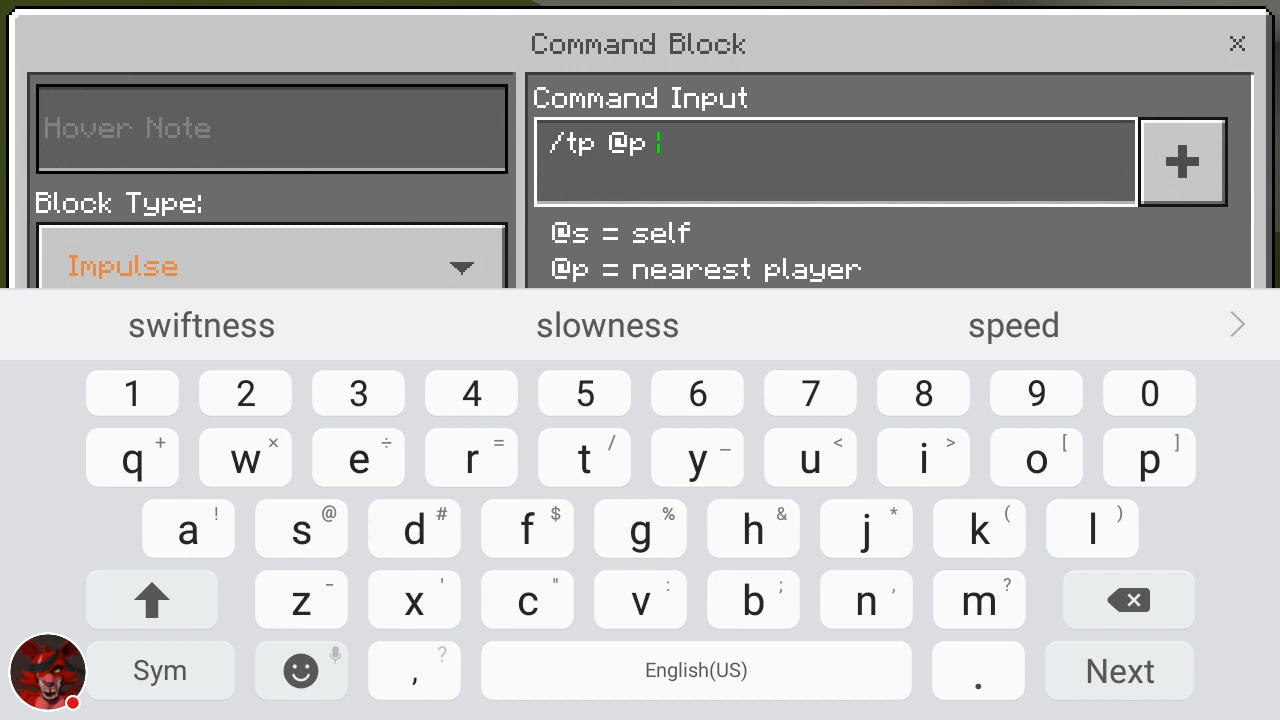 Command Block
Hover Note
Command Input
/tp @p
Block Type:
@s = self
Impulse
@p = nearest player
swiftness slowness speed
1 2 3 4 5 6 7 8 9 0
q + w × e ÷ r = t / y _ u < i > o [ p ]
a ! s @ d # f $ g % h & j * k ( l )
z - x ' c " v : b ; n , m ?
Sym , ? English(US) . Next